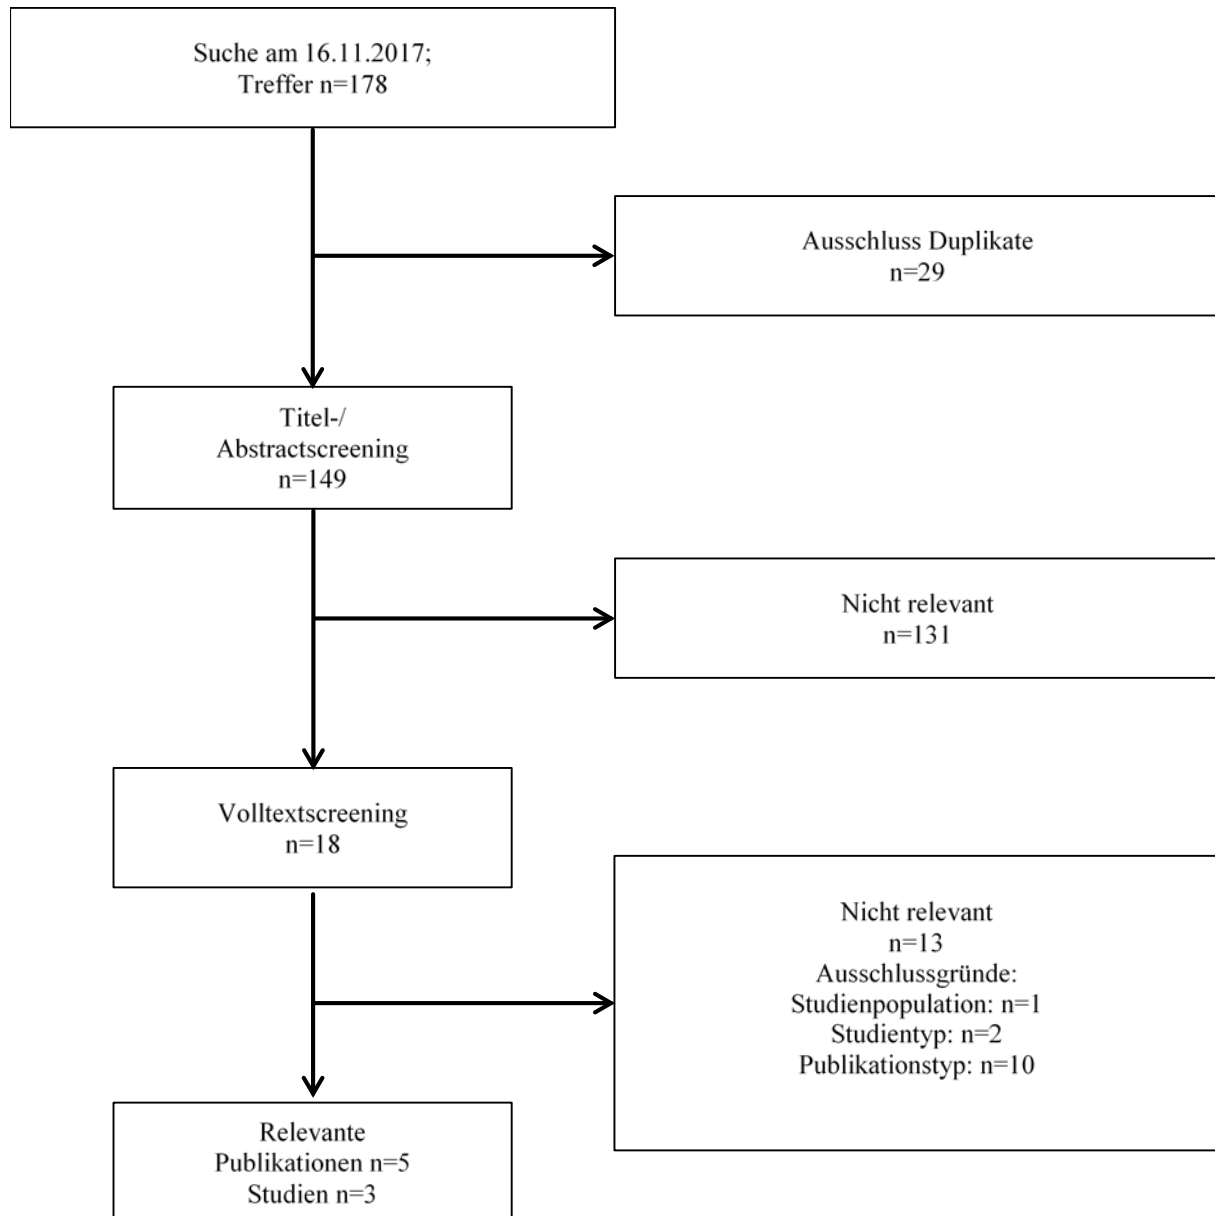 Suche am 16.11.2017;
Treffer n=178
Ausschluss Duplikate
n=29
Titel-/
Abstractscreening
n=149
Nicht relevant
n=131
Volltextscreening
n=18
Nicht relevant
n=13
Ausschlussgründe:
Studienpopulation: n=1
Studientyp: n=2
Publikationstyp: n=10
Relevante
Publikationen n=5
Studien n=3